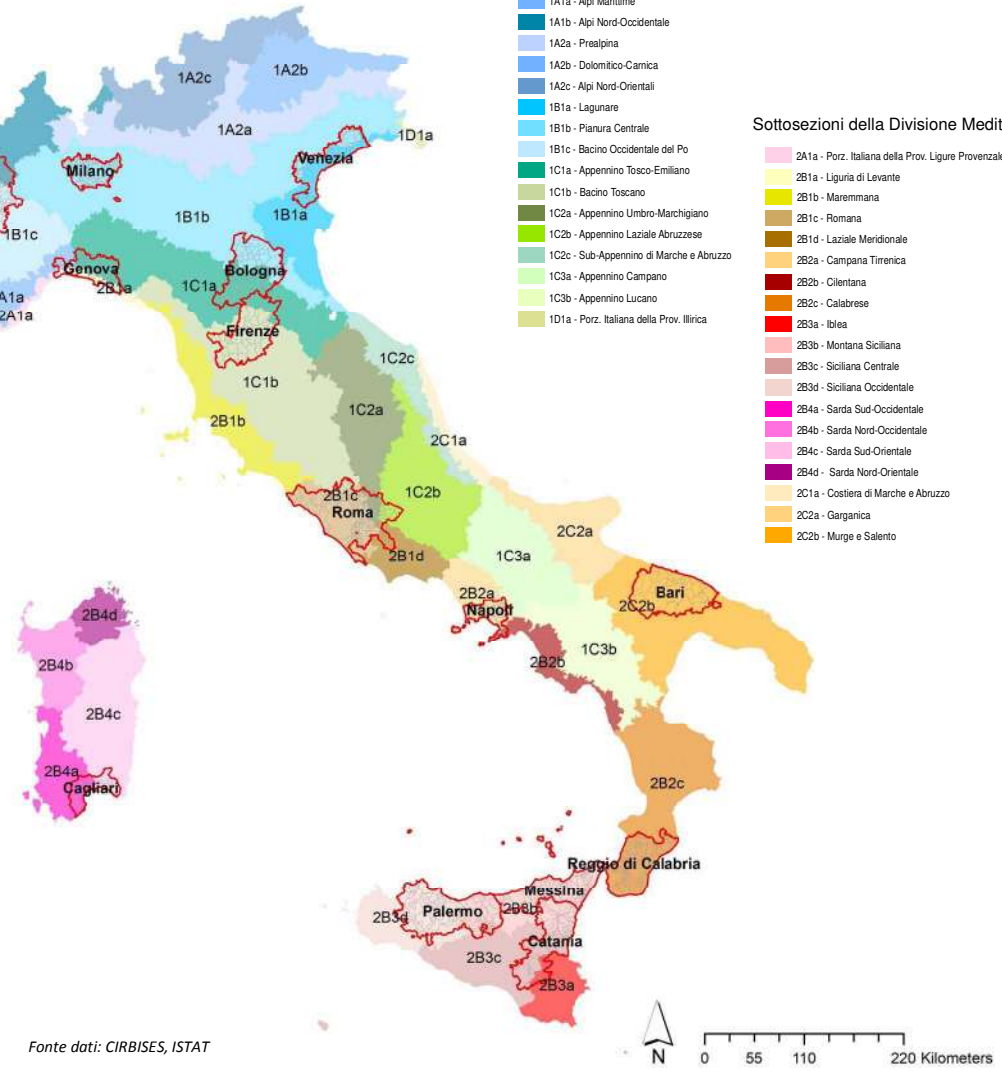 1A1a - Alpi Marittime
1A1b - Alpi Nord-Occidentale
1A2a - Prealpina
1A2b - Dolomitico-Carnica
1A2c - Alpi Nord-Orientali
1B1a - Lagunare
1B1b - Pianura Centrale
1B1c - Bacino Occidentale del Po
1C1a - Appennino Tosco-Emiliano
1C1b - Bacino Toscano
1C2a - Appennino Umbro-Marchigiano
1C2b - Appennino Laziale Abruzzese
1C2c - Sub-Appennino di Marche e Abruzzo
1C3a - Appennino Campano
1C3b - Appennino Lucano
1D1a - Porz. Italiana della Prov. Illirica
Sottosezioni della Divisione Medit
2A1a - Porz. Italiana della Prov. Ligure Provenzale
2B1a - Liguria di Levante
2B1b - Maremmana
2B1c - Romana
2B1d - Laziale Meridionale
2B2a - Campana Tirrenica
2B2b - Cilentana
2B2c - Calabrese
2B3a - Iblea
2B3b - Montana Siciliana
2B3c - Siciliana Centrale
2B3d - Siciliana Occidentale
2B4a - Sarda Sud-Occidentale
2B4b - Sarda Nord-Occidentale
2B4c - Sarda Sud-Orientale
2B4d - Sarda Nord-Orientale
2C1a - Costiera di Marche e Abruzzo
2C2a - Garganica
2C2b - Murge e Salento
1A2c
1A2b
1A2a
1D1a
Venezia
Milano
1B1b
1B1a
1B1c
Genova
Bologna
1C1a
2B1a
A1a
2A1a
Firenze
1C2c
1C1b
1C2a
2B1b
2C1a
1C2b
2B1c
Roma
2C2a
2B1d
1C3a
2B2a
Bari
Napoli
2C2b
2B4d
1C3b
2B4b
2B2b
2B4c
2B4a
Cagliari
2B2c
Reggio di Calabria
Messina
2B3d
Palermo
2B3b
Catania
2B3c
2B3a
Fonte dati: CIRBISES, ISTAT
N
0 55 110 220 Kilometers